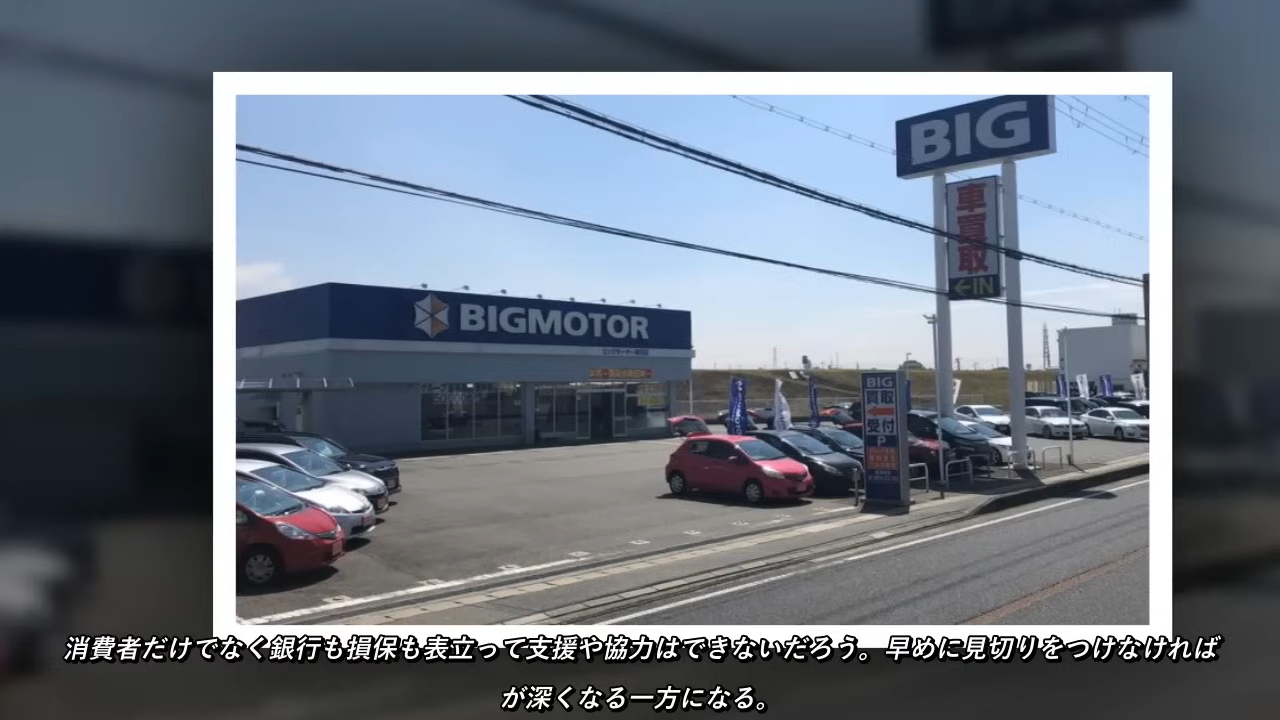 BIG
車買取
←IN
BIGMOTOR
BIG
買取
受付
P
消費者だけでなく銀行も損保も表立って支援や協力はできないだろう。早めに見切りをつけなければ
が深くなる一方になる。